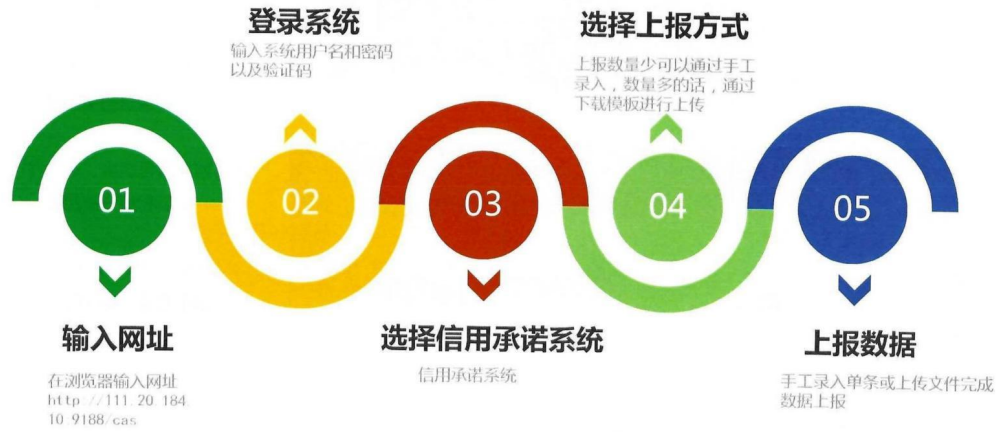 登录系统
输入系统用户名和密码
以及验证码
选择上报方式
上报数量少可以通过手工
录入，数量多的话，通过
下载模板进行上传
01
02
03
04
05
输入网址
在浏览器输入网址
http://111.20.184.
10.9188/cas
选择信用承诺系统
信用承诺系统
上报数据
手工录入单条或上传文件完成
数据上报